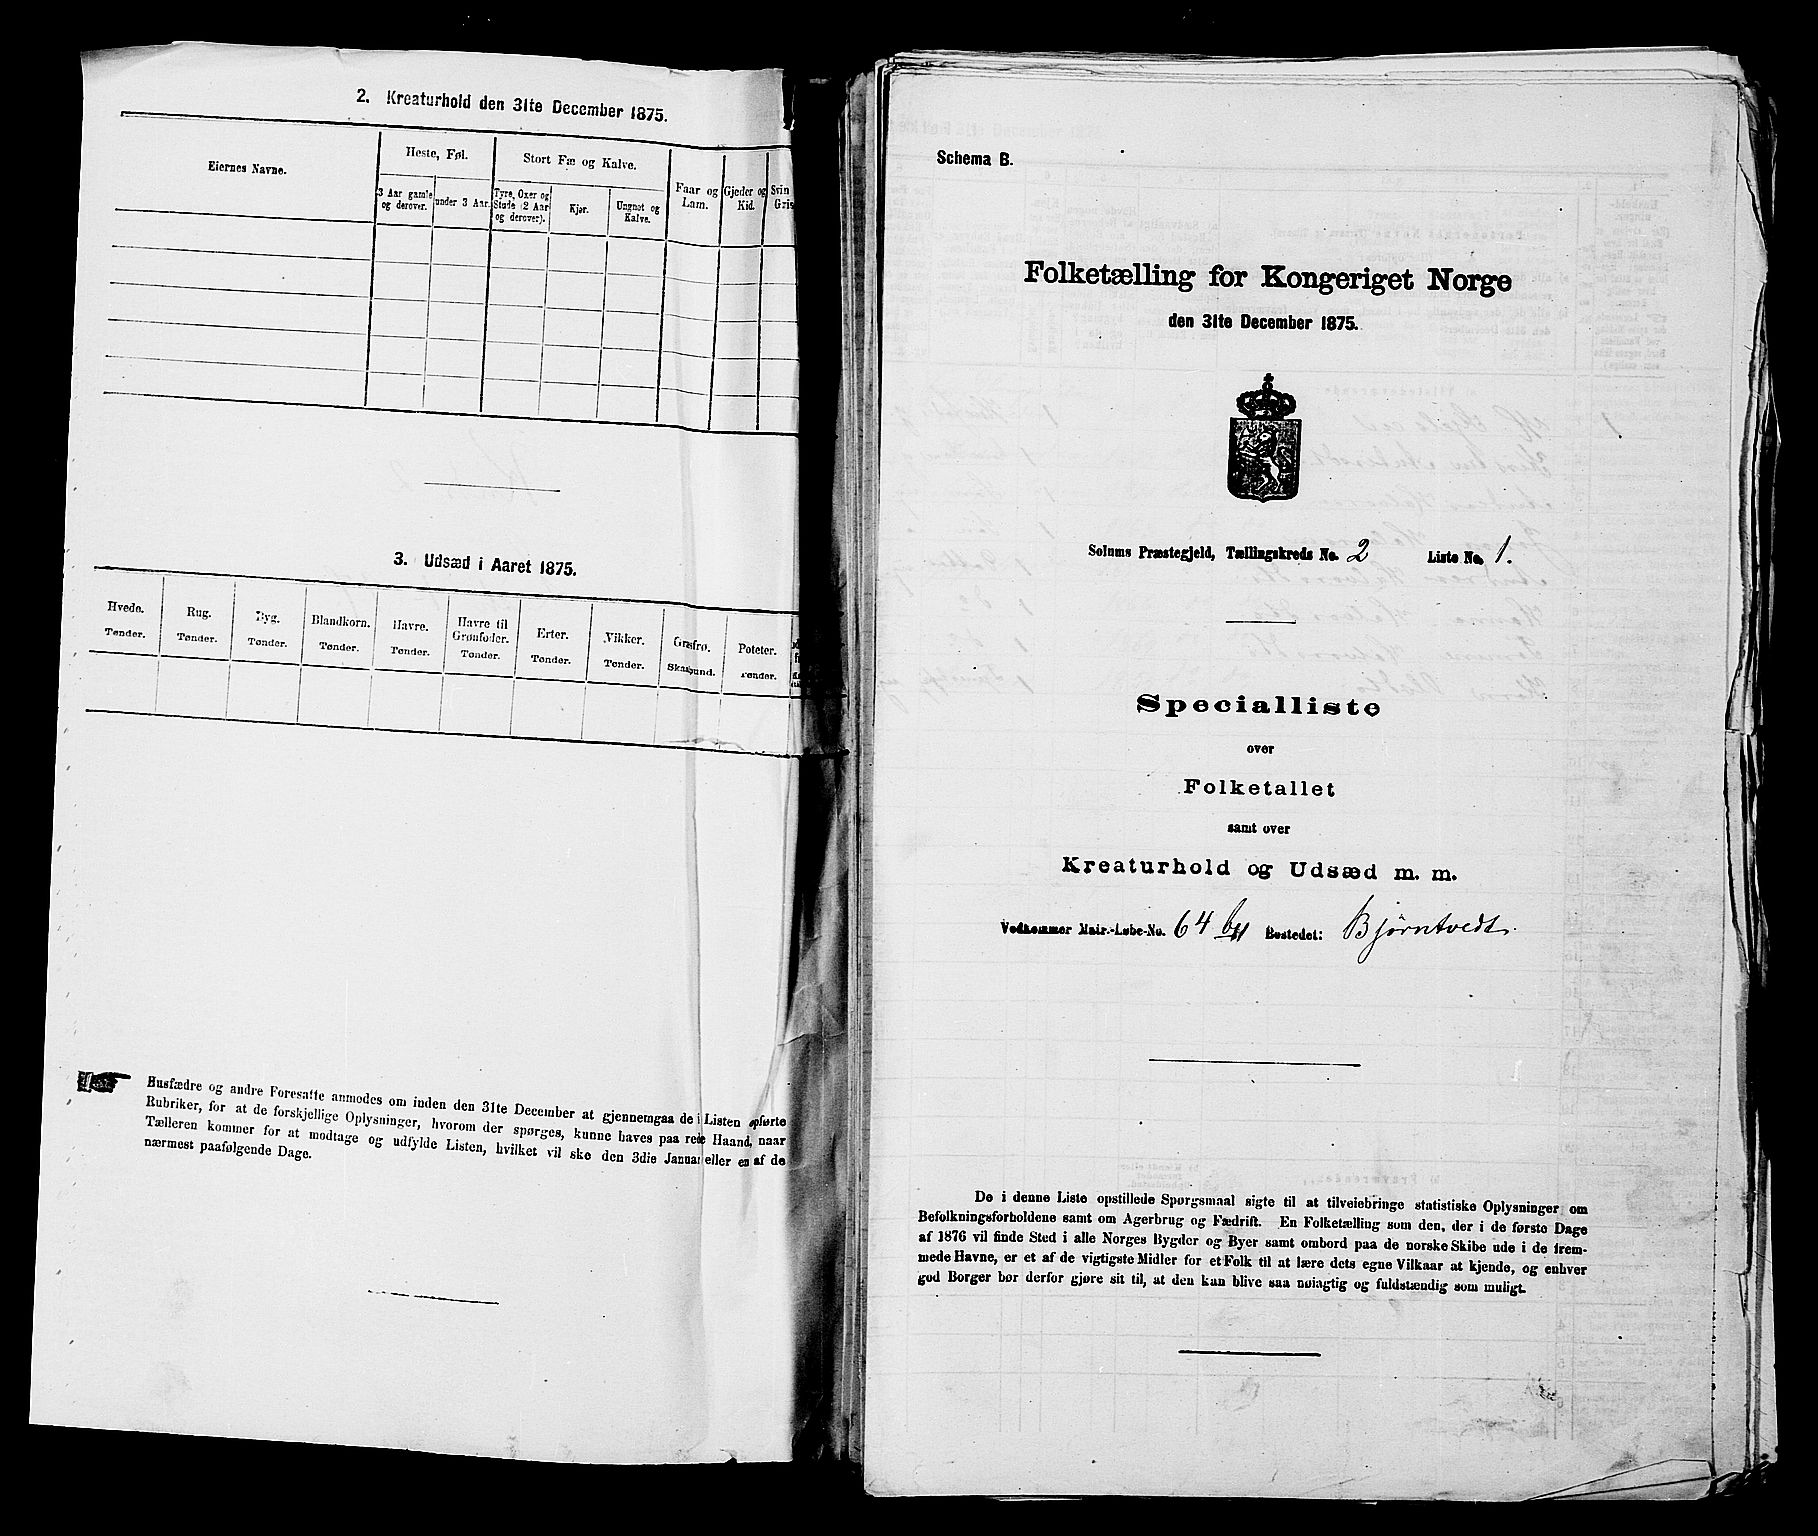 2. Kreaturhold den 31te December 1875.
Eiernes Navne.
Heste, Føl.
Stort Fæ og Kalve.
Faar og
Lam.
Gjeder og
Kid.
Svin
Gris
3 Aar gamle
og derover.
under 3 Aar.
Tyre, Oxer og
Stude (2 Aar
og derover).
Kjør.
Ungnøt og
Kalve.
3. Udsæd i Aaret 1875.
Hvede.
Tønder.
Rug.
Tønder.
Byg.
Tønder.
Blandkorn.
Tønder.
Havre.
Tønder.
Havre til
Grønfoder.
Tønder.
Erter.
Tønder.
Vikker.
Tønder.
Græsfrø.
Skaalpund.
Poteter.
Tønder.
Husfædre og andre Foresatte anmodes om inden den 31te December at gjennemgaa de i Listen opførte
Rubriker, for at de forskjellige Oplysninger, hvorom der spørges, kunne haves paa rede Haand, naar
Tælleren kommer for at modtage og udfylde Listen, hvilket vil ske den 3die Januar eller en af de
nærmest paafølgende Dage.
Schema B.
Folketælling for Kongeriget Norge
den 31te December 1875.
Solums Præstegjeld, Tællingskreds No. 2 Liste No. 1.
Specialliste
over
Folketallet
samt over
Kreaturhold og Udsæd m. m.
Vedkommer Matr.-Løbe-No. 64 Bostedet: Bjørntvedt.
De i denne Liste opstillede Spørgsmaal sigte til at tilveiebringe statistiske Oplysninger om
Befolkningsforholdene samt om Agerbrug og Fædrift. En Folketælling som den, der i de første Dage
af 1876 vil finde Sted i alle Norges Bygder og Byer samt ombord paa de norske Skibe ude i de frem-
mede Havne, er et af de vigtigste Midler for et Folk til at lære dets egne Vilkaar at kjende, og enhver
god Borger bør derfor gjøre sit til, at den kan blive saa nøiagtig og fuldstændig som muligt.